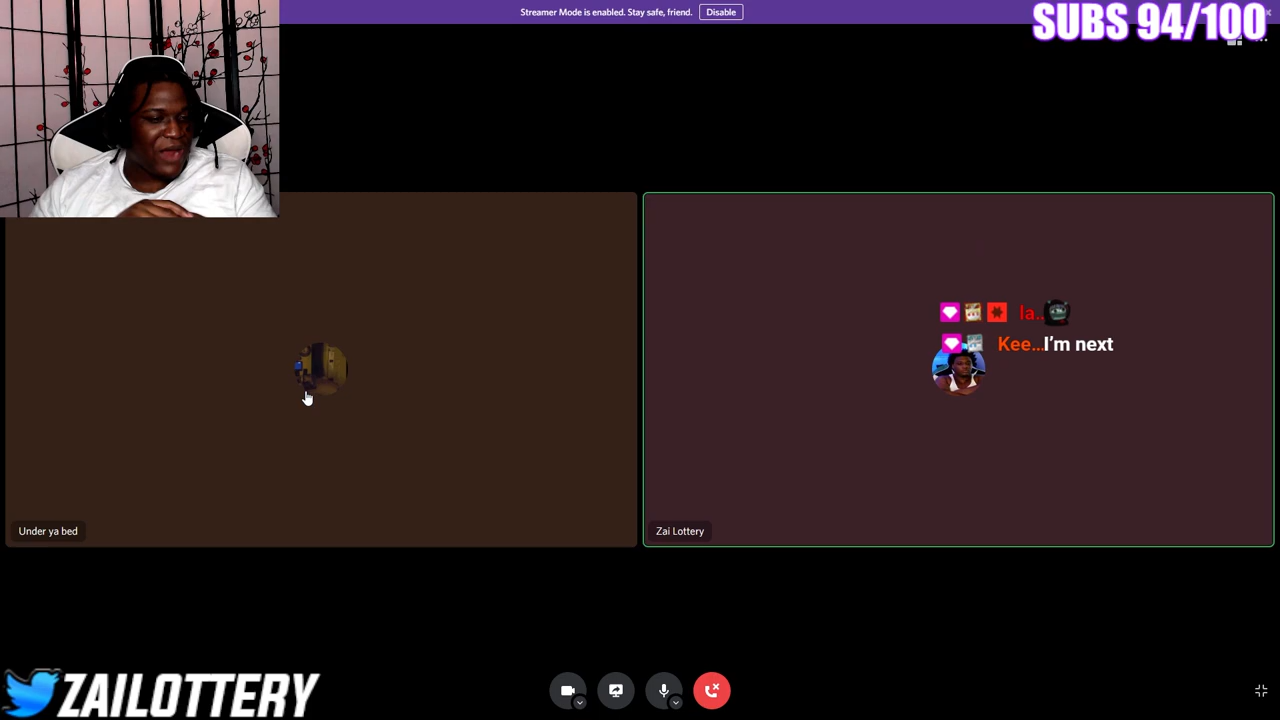 Streamer Mode is enabled. Stay safe, friend. Disable
SUBS 94/100
la..
Kee...I'm next
Under ya bed
Zai Lottery
ZAILOTTERY